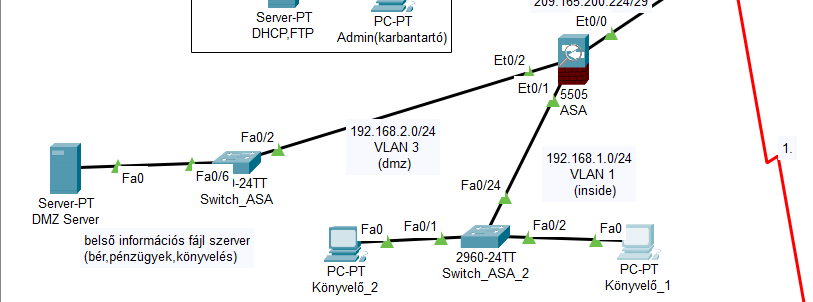 209.165.200.224/29
Server-PT
DHCP,FTP
PC-PT
Admin(karbantartó)
Et0/0
Et0/2
Et0/1
5505
ASA
192.168.2.0/24
VLAN 3
(dmz)
Fa0/2
192.168.1.0/24
VLAN 1
(inside)
1.
Fa0
Fa0/6
-24TT
Switch_ASA
Server-PT
DMZ Server
Fa0/24
belső információs fájl szerver
(bér,pénzügyek,könyvelés)
Fa0
Fa0/1
Fa0/2
Fa0
PC-PT
Könyvelő_2
2960-24TT
Switch_ASA_2
PC-PT
Könyvelő_1